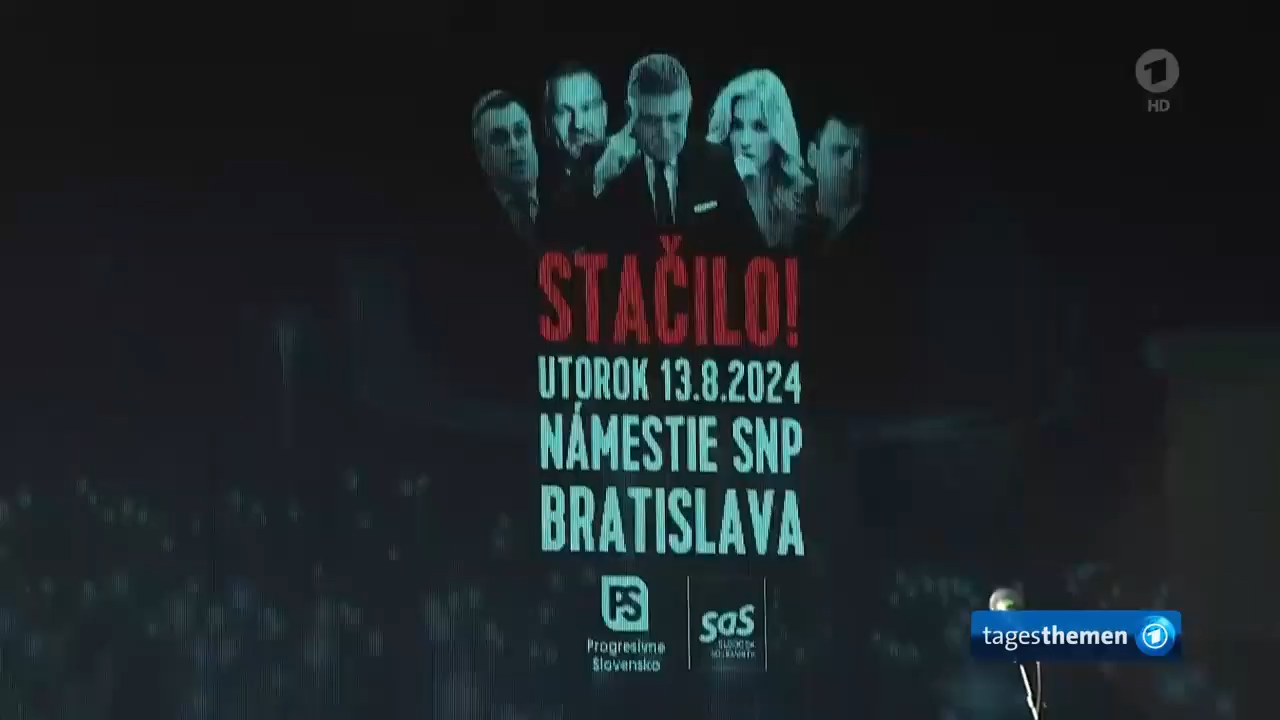 HD
STAČILO!
UTOROK 13.8.2024
NÁMESTIE SNP
BRATISLAVA
PS
Progresívne
Slovensko
SaS
tagesthemen